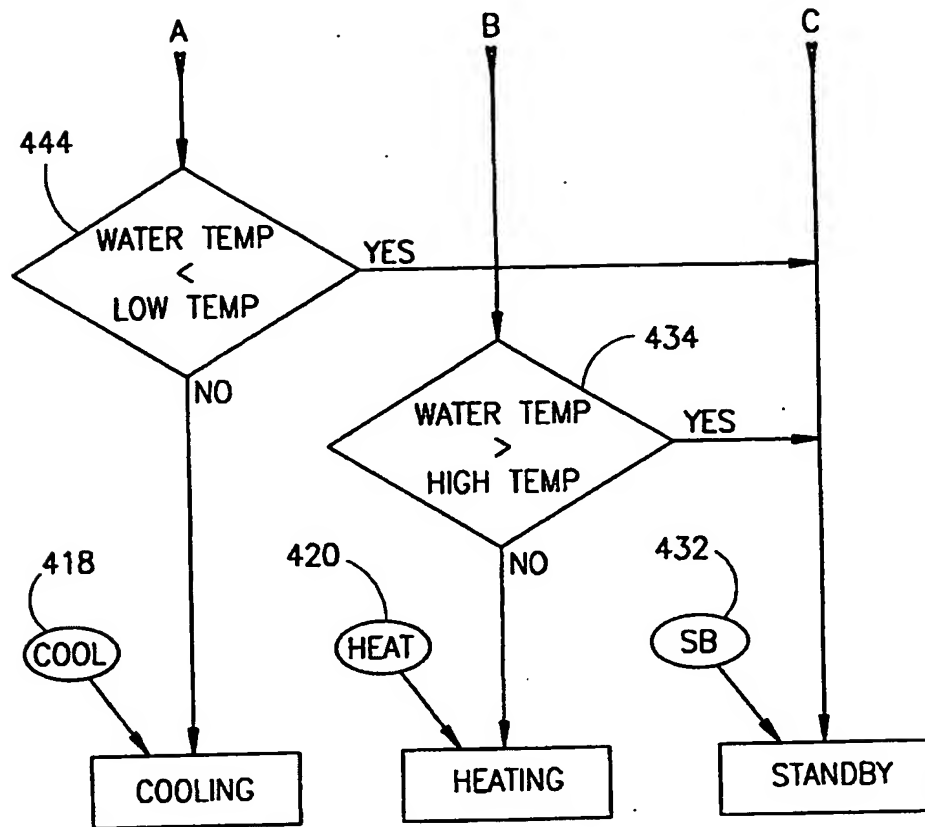 A
B
C
444
WATER TEMP
<
LOW TEMP
YES
NO
434
WATER TEMP
>
HIGH TEMP
YES
NO
418
COOL
420
HEAT
432
SB
COOLING
HEATING
STANDBY